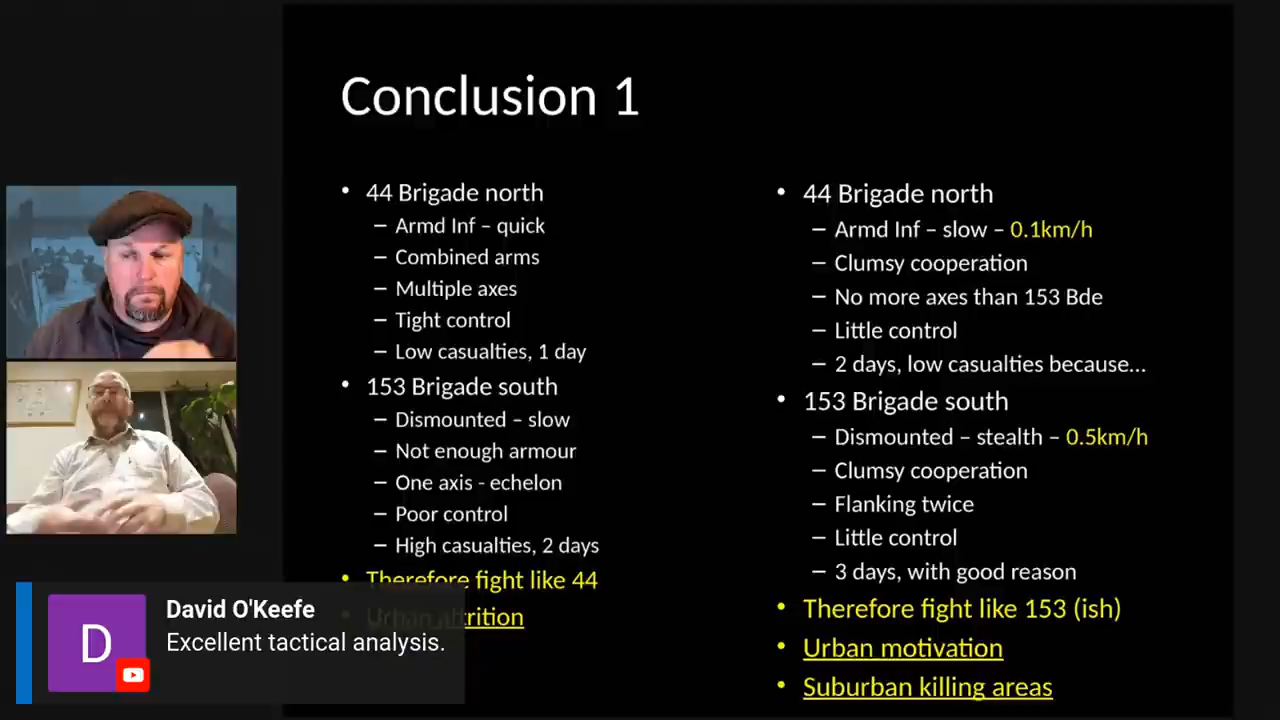 Conclusion 1
• 44 Brigade north
– Armd Inf – quick
– Combined arms
– Multiple axes
– Tight control
– Low casualties, 1 day
• 153 Brigade south
– Dismounted – slow
– Not enough armour
– One axis - echelon
– Poor control
– High casualties, 2 days
• Therefore fight like 44
• Urban attrition
• 44 Brigade north
– Armd Inf – slow – 0.1km/h
– Clumsy cooperation
– No more axes than 153 Bde
– Little control
– 2 days, low casualties because…
• 153 Brigade south
– Dismounted – stealth – 0.5km/h
– Clumsy cooperation
– Flanking twice
– Little control
– 3 days, with good reason
• Therefore fight like 153 (ish)
• Urban motivation
• Suburban killing areas
D
David O'Keefe
Excellent tactical analysis.